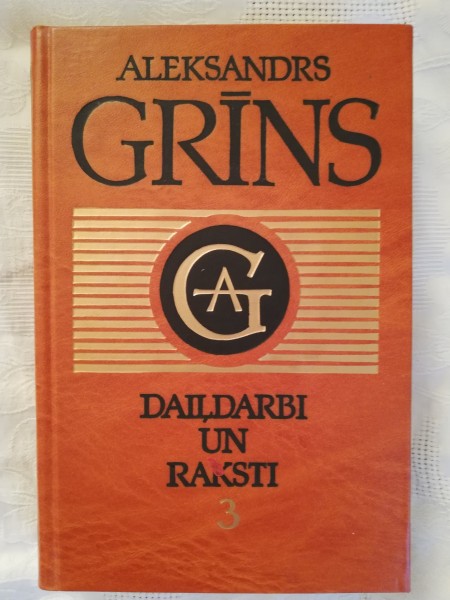 ALEKSANDRS
GRĪNS
GA
DAIĻDARBI
UN
RAKSTI
3